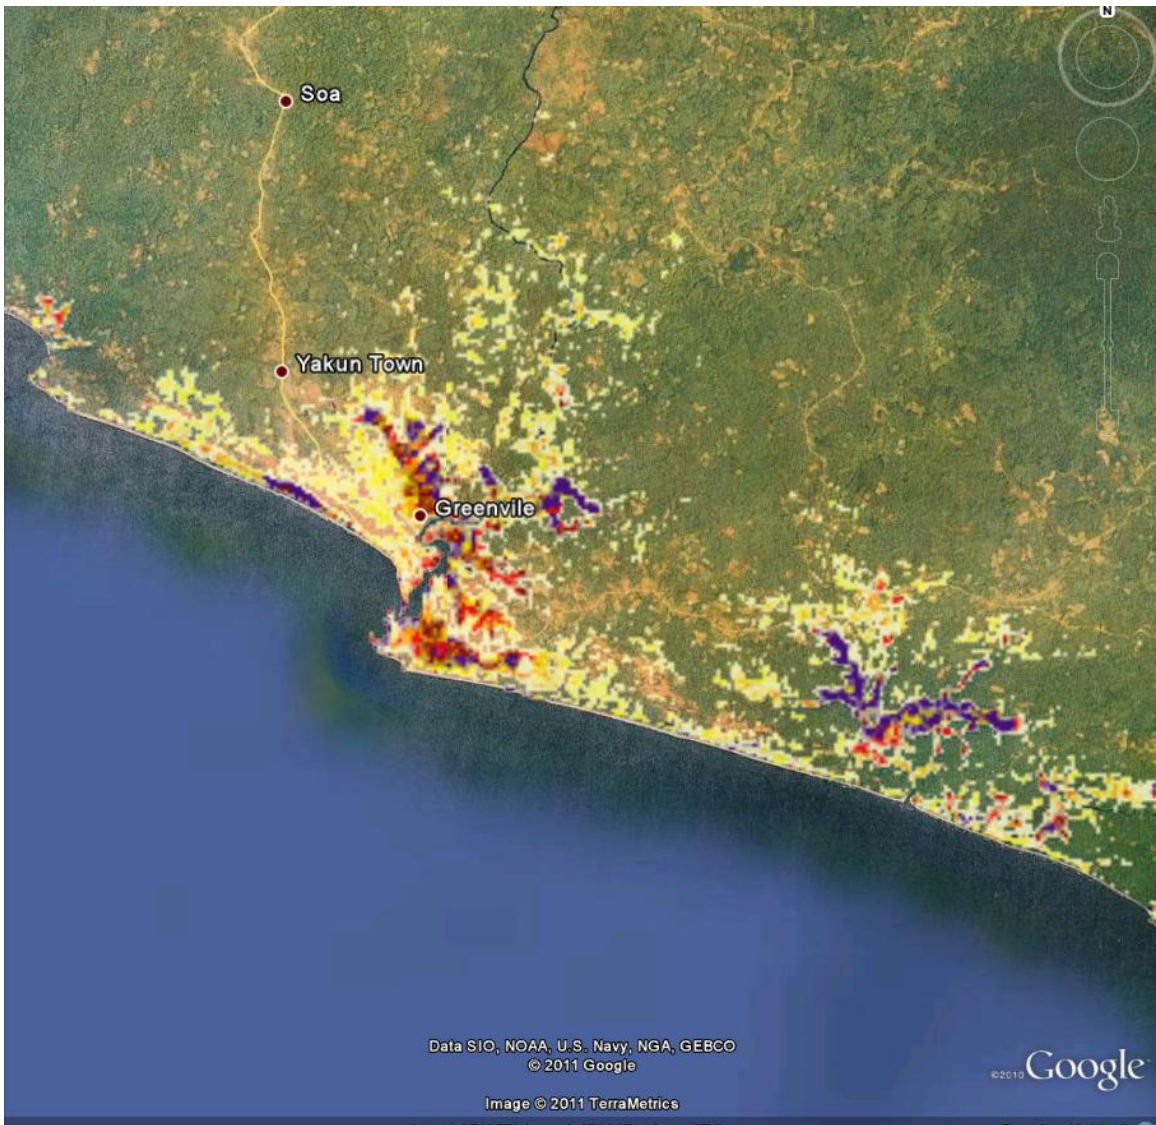 N
Soa
Yakun Town
Greenvile
Data SIO, NOAA, U.S. Navy, NGA, GEBCO
© 2011 Google
©2010 Google
Image © 2011 TerraMetrics